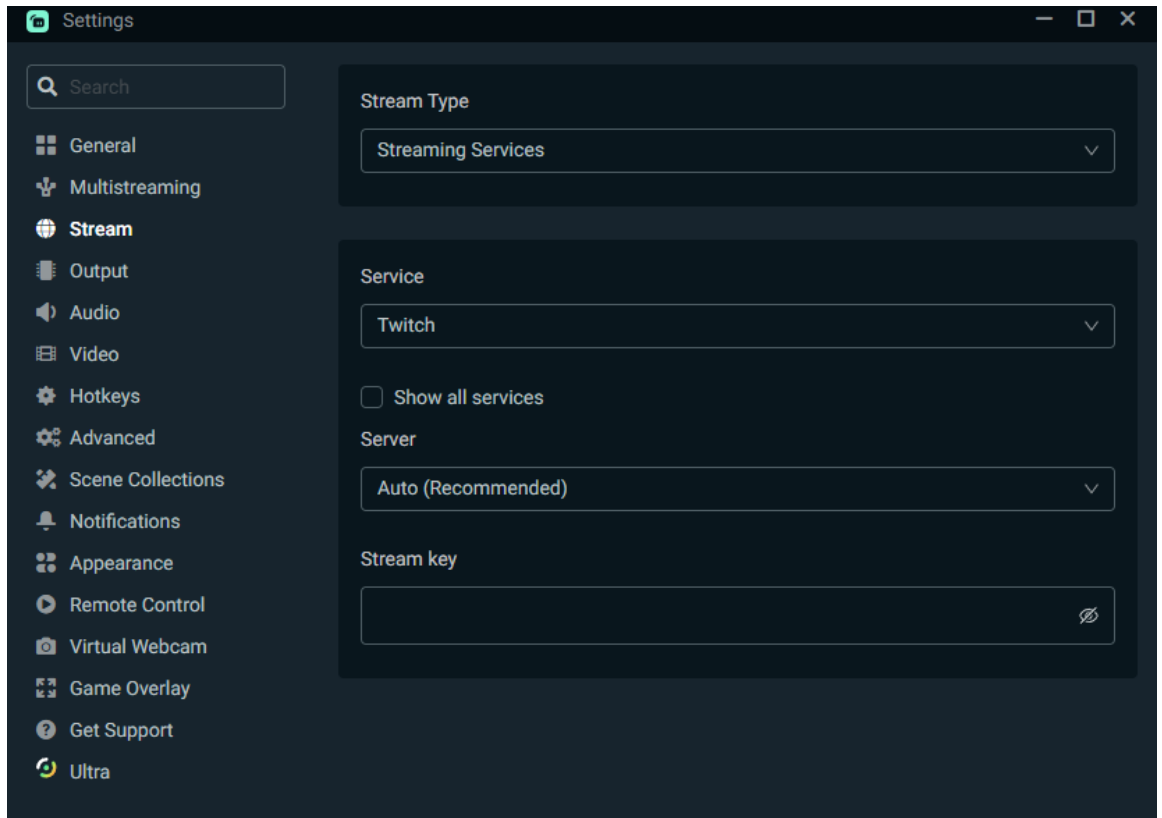 Settings
Search
General
Multistreaming
Stream
Output
Audio
Video
Hotkeys
Advanced
Scene Collections
Notifications
Appearance
Remote Control
Virtual Webcam
Game Overlay
Get Support
Ultra
Stream Type
Streaming Services
Service
Twitch
Show all services
Server
Auto (Recommended)
Stream key